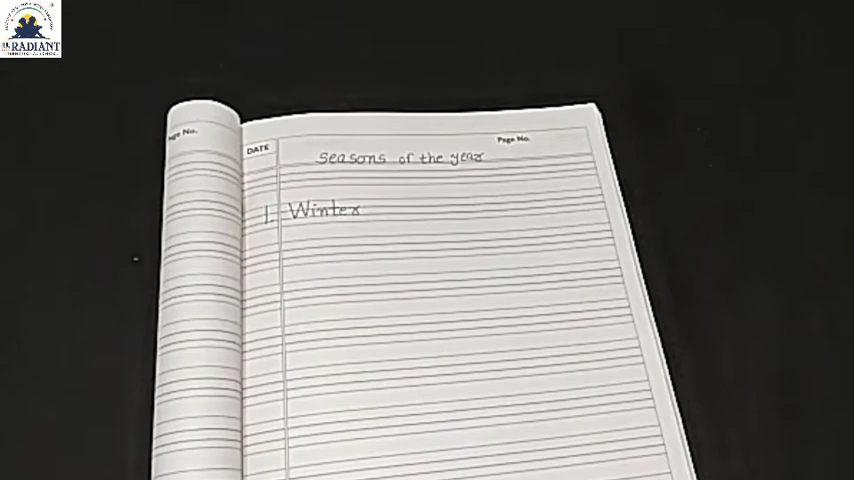 RADIANT
Page No.
DATE
Page No.
Seasons of the year
1. Winter